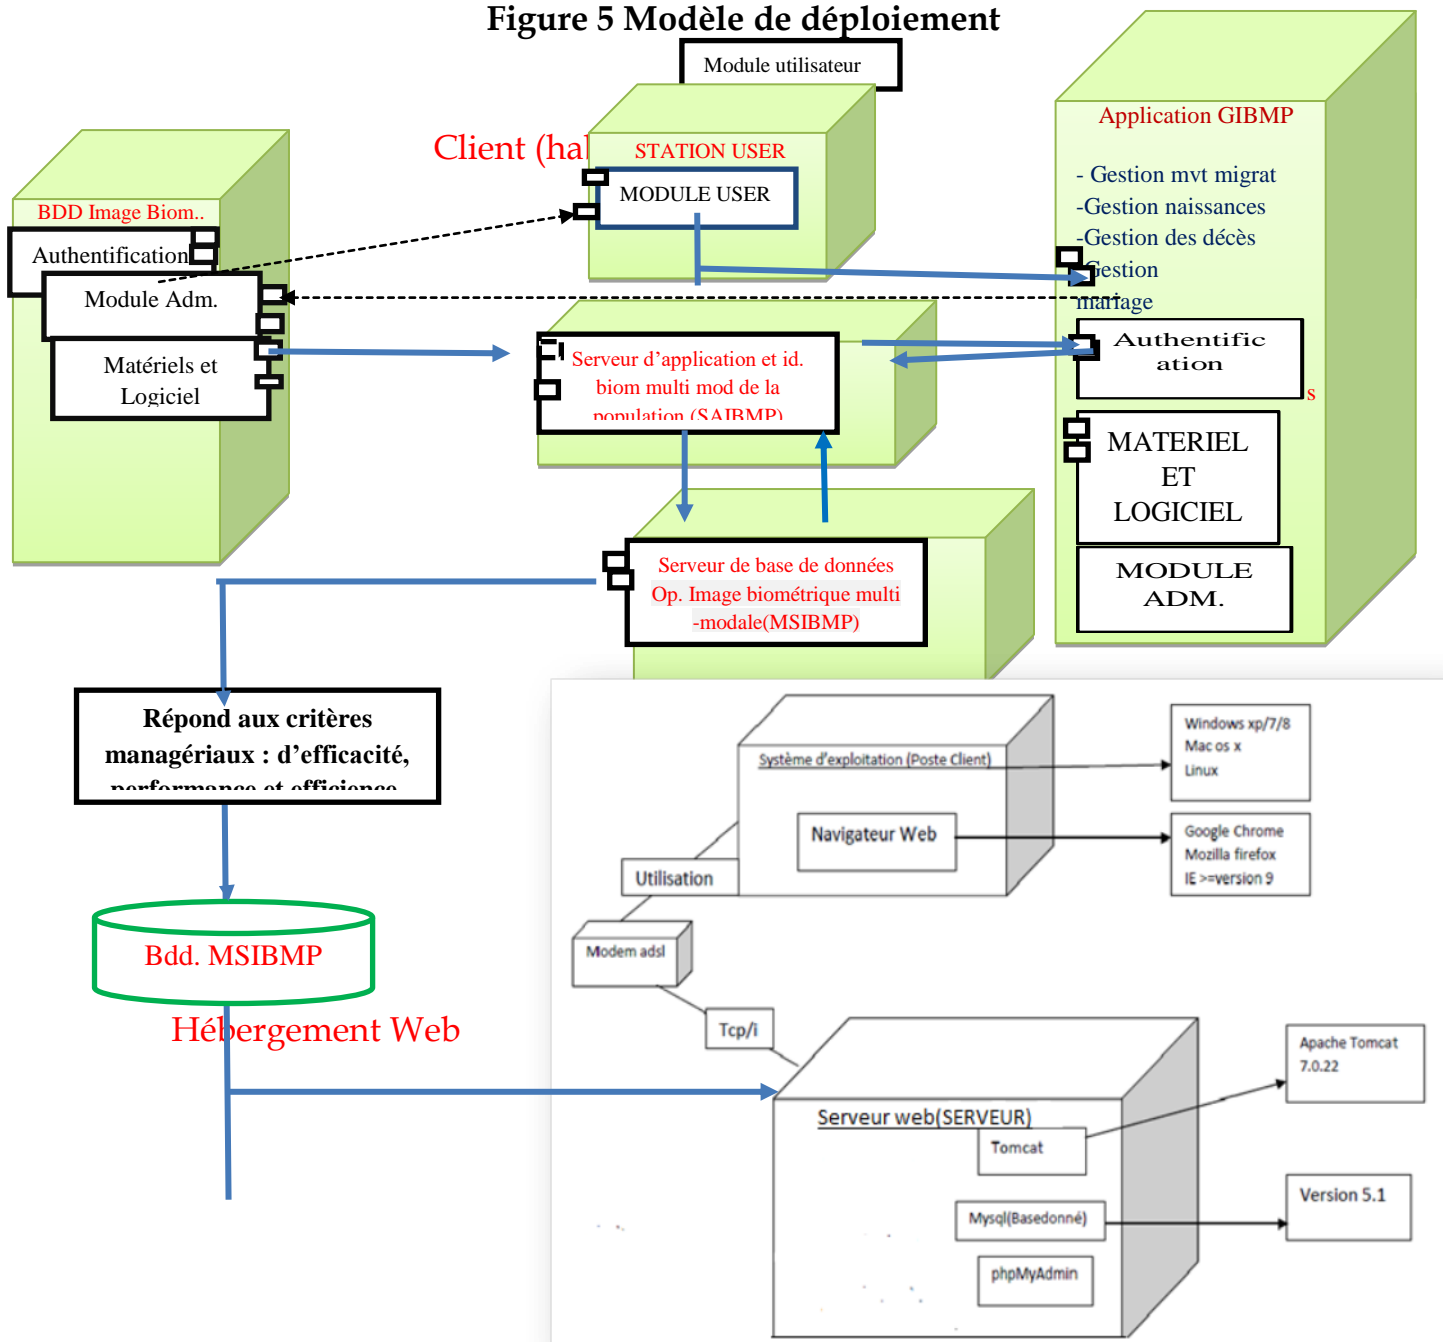 Figure 5 Modèle de déploiement
Module utilisateur
Client (ha
STATION USER
MODULE USER
Application GIBMP
- Gestion mvt migrat
-Gestion naissances
-Gestion des décès
Gestion
mariage
Authentific
ation
s
MATERIEL
ET
LOGICIEL
MODULE
ADM.
BDD Image Biom..
Authentification
Module Adm.
Matériels et
Logiciel
Serveur d'application et id.
biom multi mod de la
population (SAIBMP)
Serveur de base de données
Op. Image biométrique multi
-modale(MSIBMP)
Répond aux critères
managériaux : d'efficacité,
performance et efficience
Bdd. MSIBMP
Hébergement Web
Système d'exploitation (Poste Client)
Navigateur Web
Windows xp/7/8
Mac os x
Linux
Google Chrome
Mozilla firefox
IE >=version 9
Utilisation
Modem adsl
Tcp/i
Serveur web(SERVEUR)
Tomcat
Mysql(Basedonné)
phpMyAdmin
Apache Tomcat
7.0.22
Version 5.1